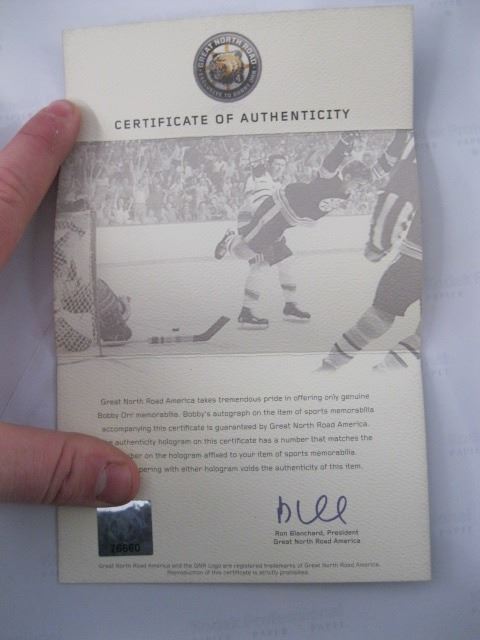 GREAT NORTH ROAD
CERTIFICATE OF AUTHENTICITY
Great North Road America takes tremendous pride in offering only genuine
Bobby Orr memorabilia. Bobby's autograph on the item of sports memorabilia
accompanying this certificate is guaranteed by Great North Road America.
authenticity hologram on this certificate has a number that matches the
on the hologram affixed to your item of sports memorabilia.
pering with either hologram voids the authenticity of this item.
Ron Blanchard, President
Great North Road America
Great North Road America and the GNR Logo are registered trademarks of Great North Road America.
Reproduction of this certificate is strictly prohibited.